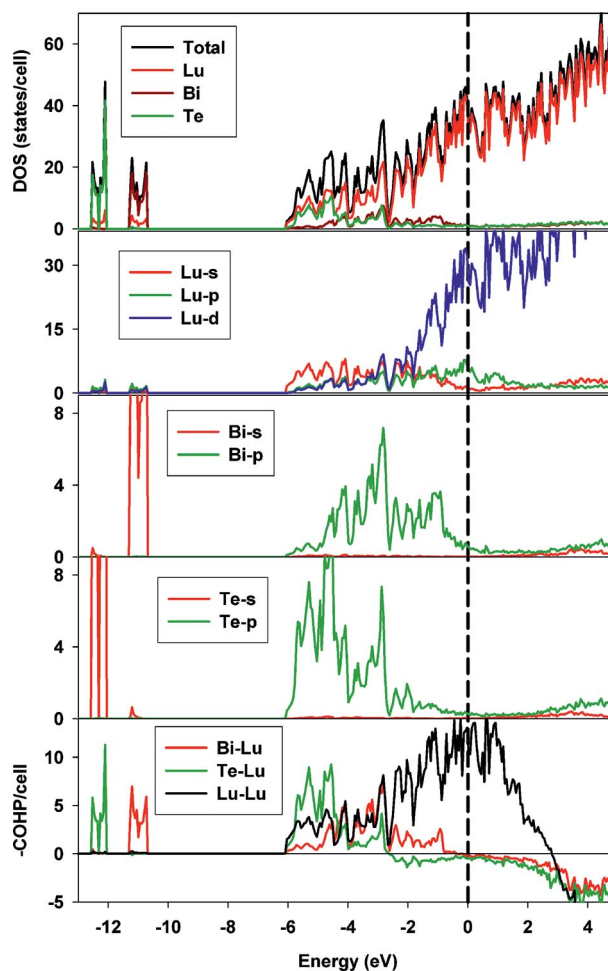 60
40
20
0
DOS (states/cell)
Total
Lu
Bi
Te
30
15
0
Lu-s
Lu-p
Lu-d
8
4
0
Bi-s
Bi-p
8
4
0
Te-s
Te-p
10
5
0
-5
-COHP/cell
Bi-Lu
Te-Lu
Lu-Lu
-12 -10 -8 -6 -4 -2 0 2 4
Energy (eV)